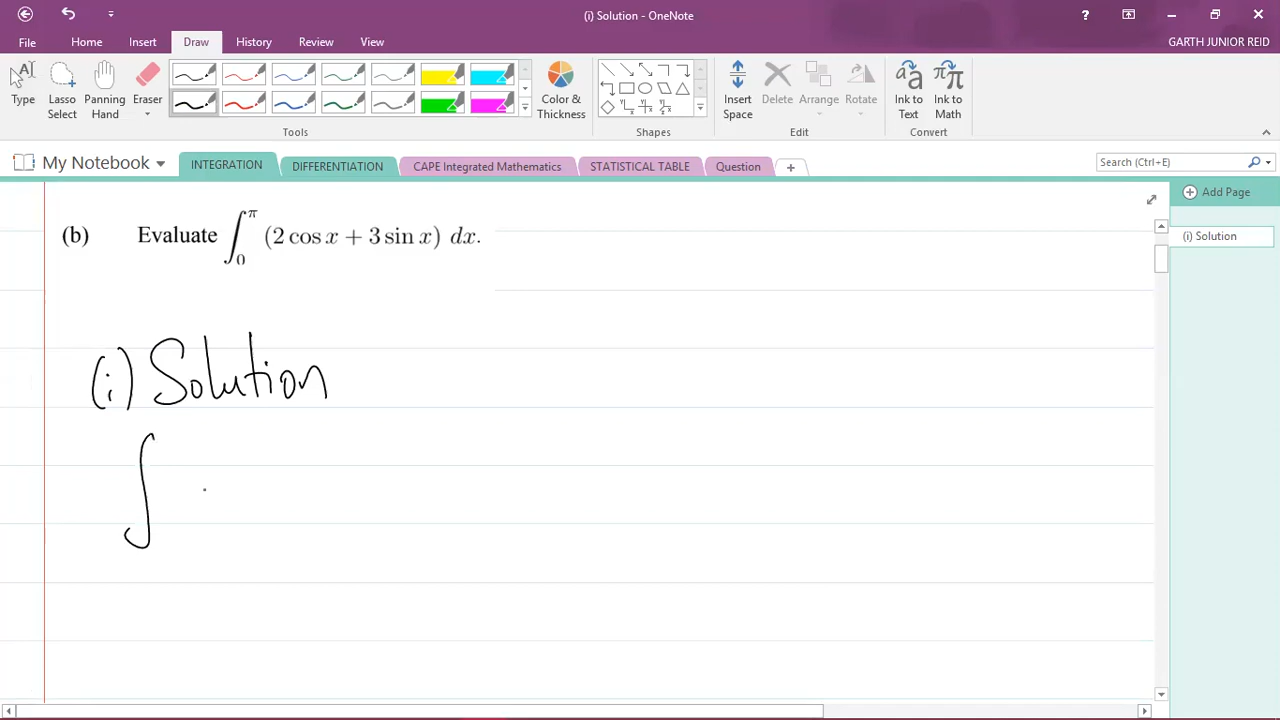 (i) Solution - OneNote
?
File Home Insert Draw History Review View GARTH JUNIOR REID
Type Lasso Select Panning Hand Eraser Color & Thickness Insert Space Delete Arrange Rotate Ink to Text Ink to Math
Tools Shapes Edit Convert
My Notebook INTEGRATION DIFFERENTIATION CAPE Integrated Mathematics STATISTICAL TABLE Question + Search (Ctrl+E)
Add Page
(i) Solution
(b) Evaluate ∫₀^π (2 cos x + 3 sin x) dx.
(i) Solution
∫